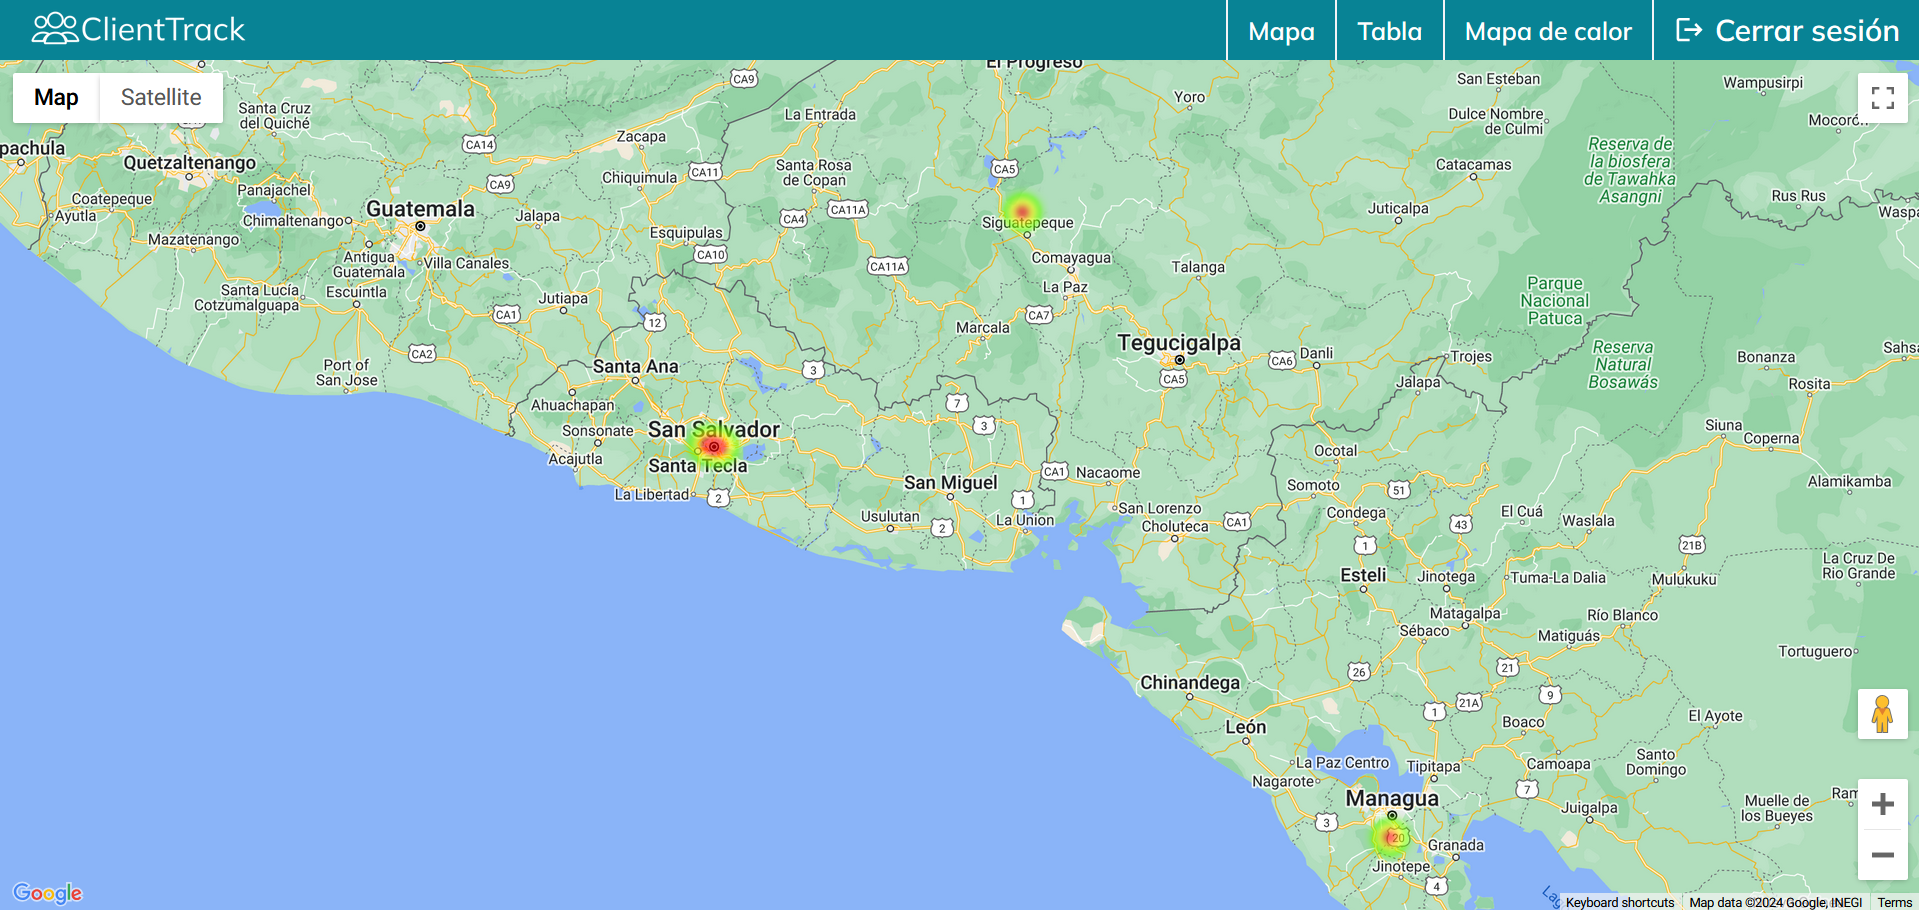 ClientTrack
Mapa
Tabla
Mapa de calor
Cerrar sesión
Map
Satellite
El Progreso
CA9
San Esteban
Wampusirpi
Yoro
Santa Cruz
del Quiché
La Entrada
Dulce Nombre
de Culmi
Mocorón
Zacapa
CA14
pachula
Quetzaltenango
Santa Rosa
de Copan
CA5
Catacamas
Reserva de
la biosfera
de Tawahka
Asangni
CA9
Chiquimula
CA11
Panajachel
Coatepeque
Ayutla
Chimaltenango
Guatemala
Jalapa
CA4
CA11A
Siguatepeque
Juticalpa
Rus Rus
Waspa
Mazatenango
Esquipulas
CA10
Antigua
Guatemala
Villa Canales
CA11A
Comayagua
Talanga
Santa Lucía
Cotzumalguapa
Escuintla
Jutiapa
La Paz
Parque
Nacional
Patuca
CA1
12
Marcala
CA7
CA2
Port of
San Jose
Santa Ana
3
Tegucigalpa
CA5
CA6
Danli
Trojes
Reserva
Natural
Bosawás
Bonanza
Sahsa
Rosita
Jalapa
Ahuachapan
7
3
Sonsonate
San Salvador
Santa Tecla
Acajutla
Siuna
Coperna
Ocotal
CA1
Nacaome
La Libertad
2
San Miguel
1
Somoto
51
Alamikamba
Usulutan
2
La Union
San Lorenzo
Choluteca
CA1
Condega
43
El Cuá
Waslala
1
21B
La Cruz De
Rio Grande
Esteli
Jinotega
Tuma-La Dalia
Mulukuku
Matagalpa
Río Blanco
Sébaco
Matiguás
Tortuguero
26
21
Chinandega
21A
9
1
Boaco
El Ayote
León
La Paz Centro
Tipitapa
Camoapa
Santo
Domingo
Nagarote
Managua
7
Juigalpa
Muelle de
los Bueyes
Ram
3
20
Granada
Jinotepe
4
Lag
Google
Keyboard shortcuts
Map data ©2024 Google, INEGI
Terms